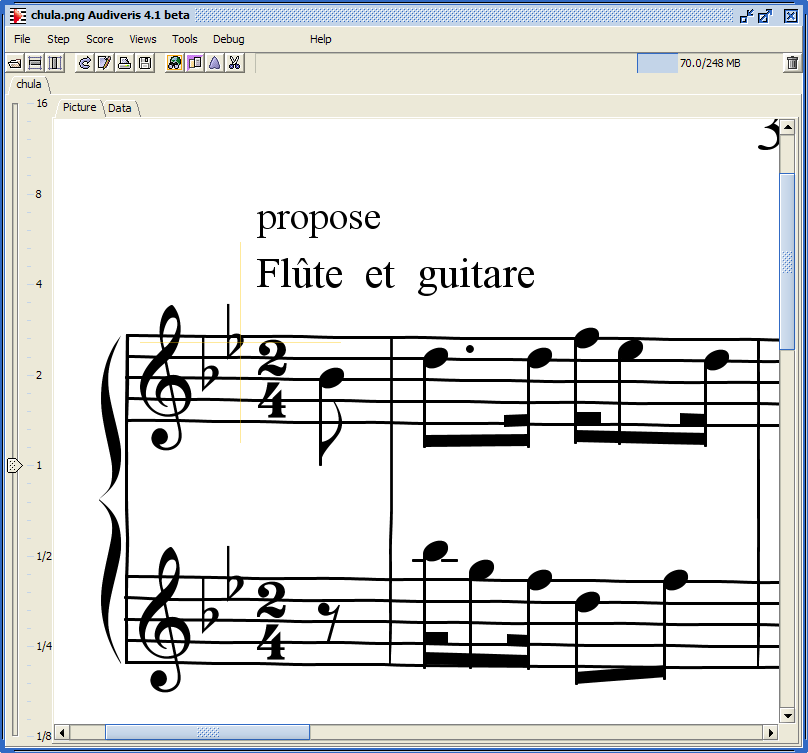 chula.png Audiveris 4.1 beta
File Step Score Views Tools Debug Help
70.0/248 MB
chula
Picture Data
16
8
4
2
1
1/2
1/4
1/8
3
propose
Flûte et guitare
2
4
2
4